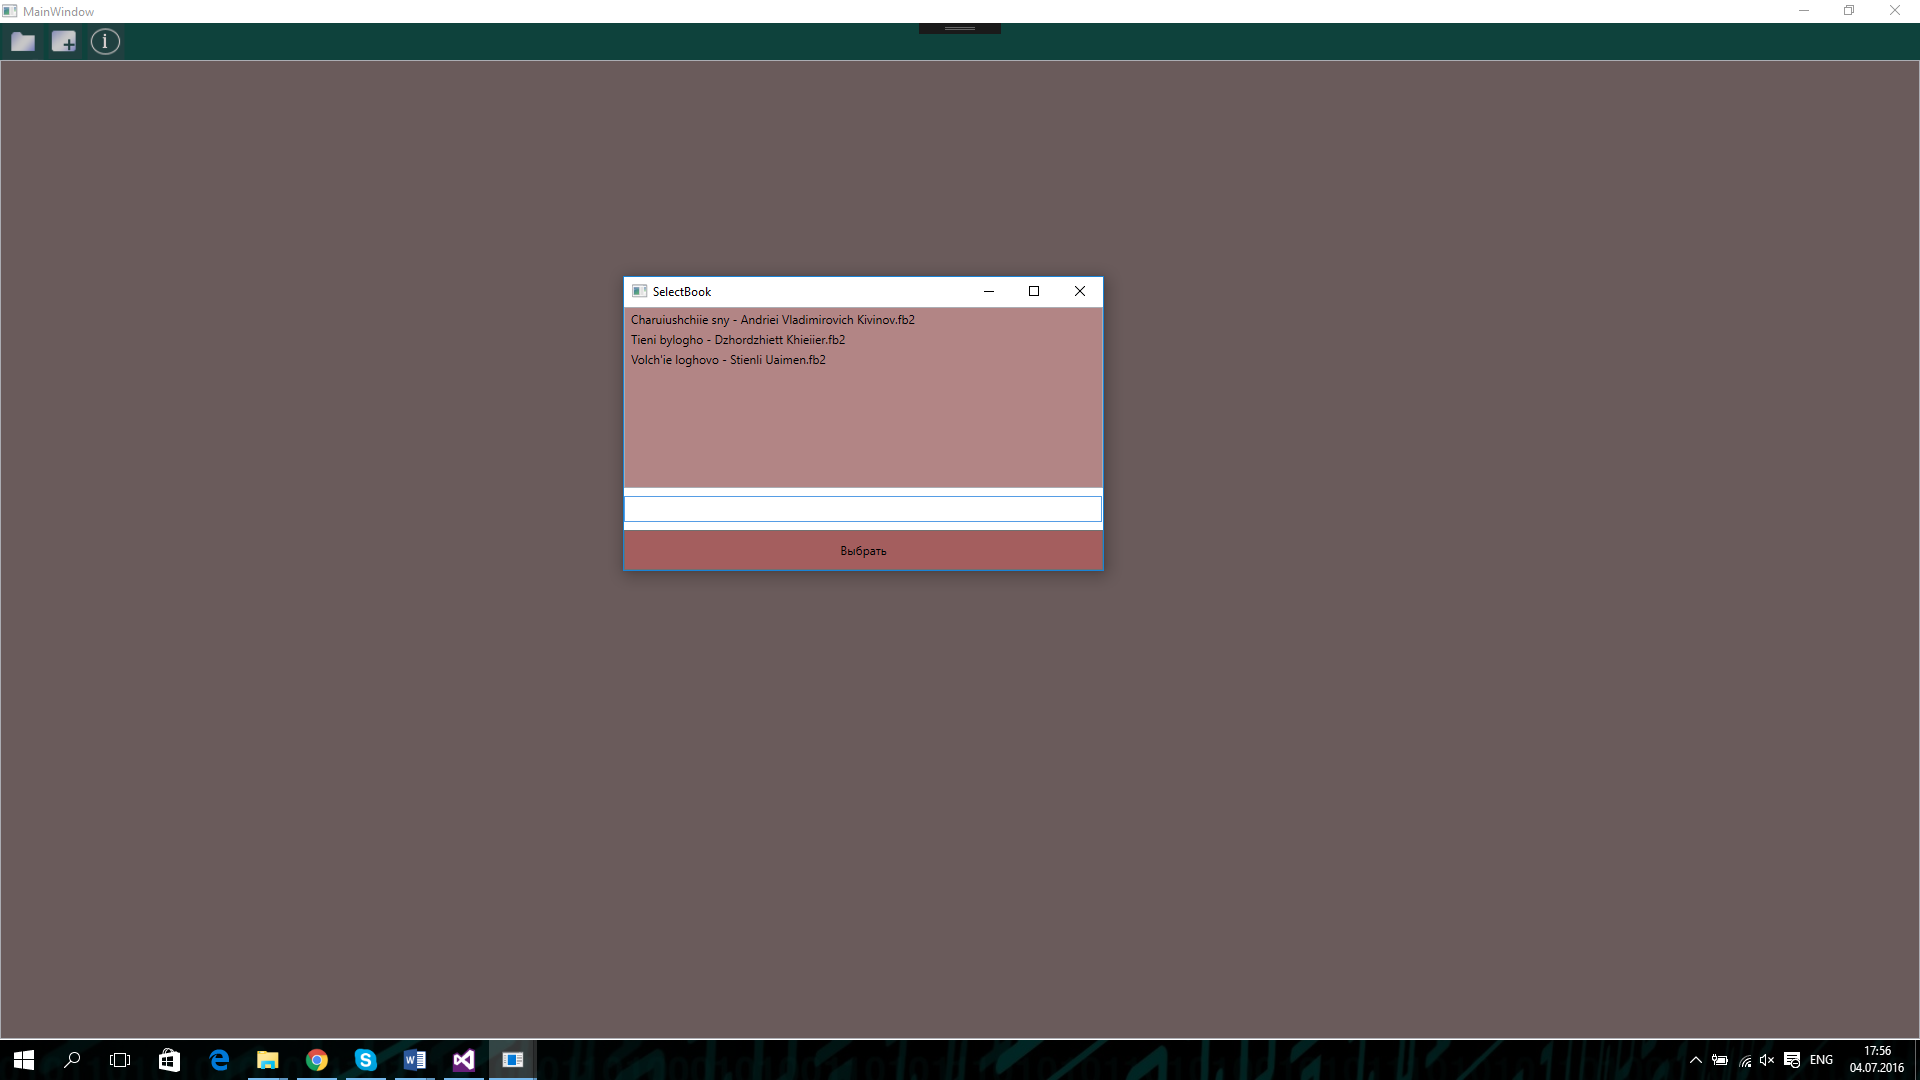 MainWindow
i
SelectBook
Charuiushchiie sny - Andriei Vladimirovich Kivinov.fb2
Tieni bylogho - Dzhordzhiett Khieiier.fb2
Volch'ie loghovo - Stienli Uaimen.fb2
Выбрать
17:56
ENG
04.07.2016